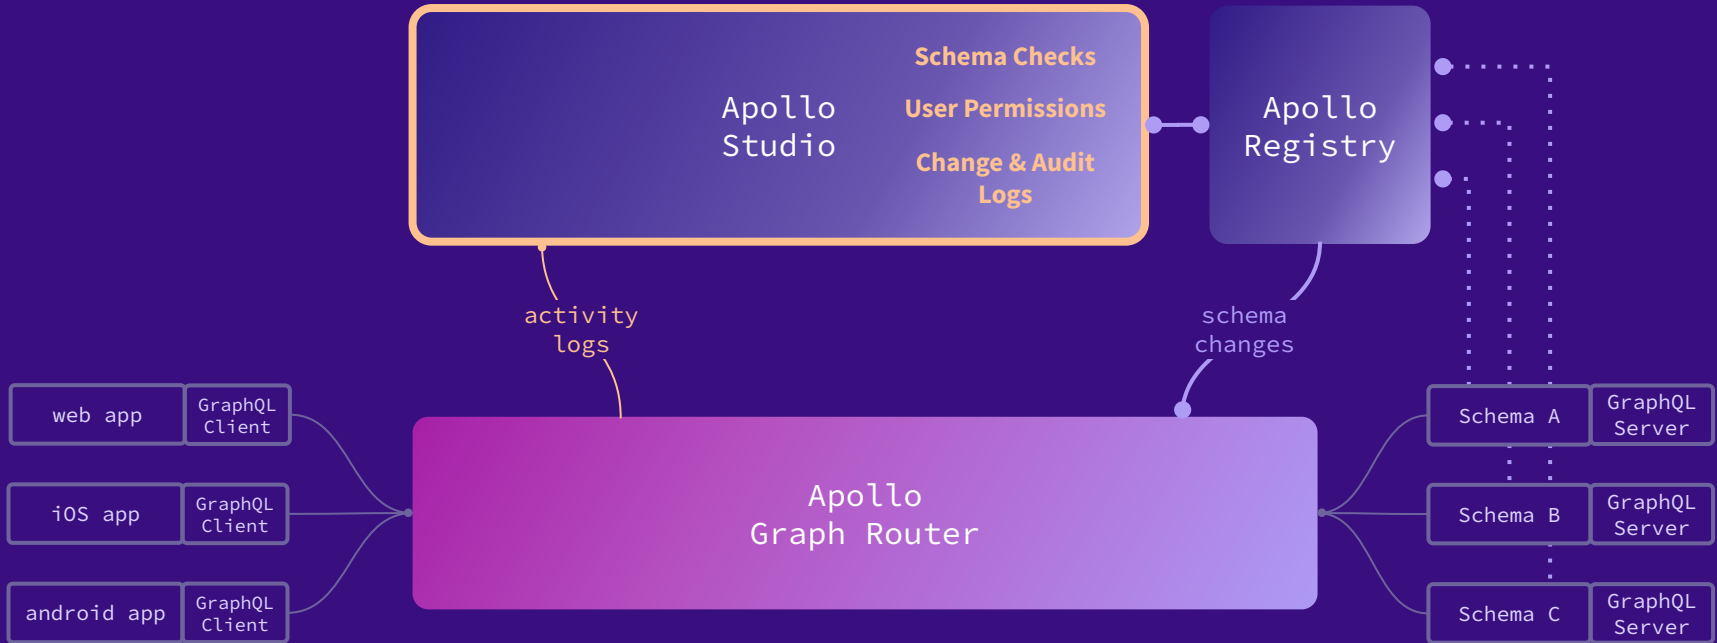 Apollo
Studio
Schema Checks
User Permissions
Change & Audit
Logs
Apollo
Registry
activity
logs
schema
changes
web app
GraphQL
Client
iOS app
GraphQL
Client
android app
GraphQL
Client
Apollo
Graph Router
Schema A
GraphQL
Server
Schema B
GraphQL
Server
Schema C
GraphQL
Server